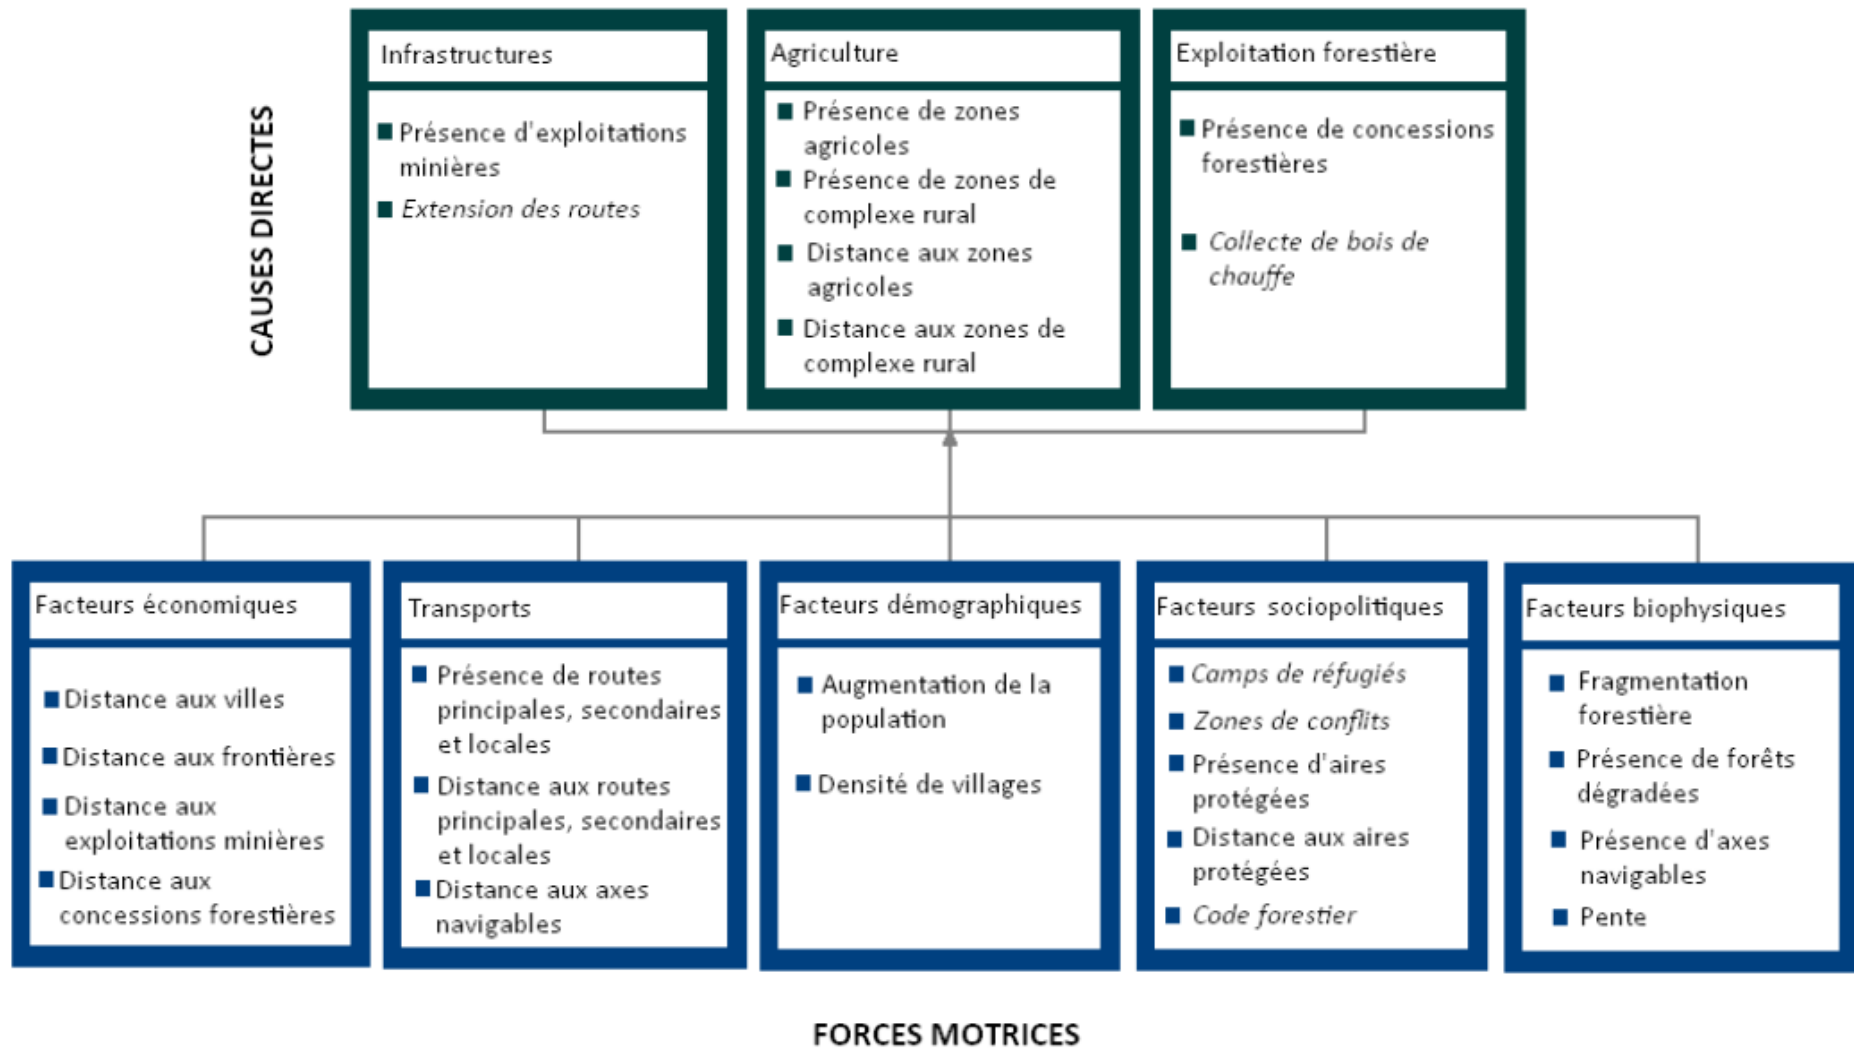 CAUSES DIRECTES
Infrastructures
Présence d'exploitations
minières
Extension des routes
Agriculture
Présence de zones
agricoles
Présence de zones de
complexe rural
Distance aux zones
agricoles
Distance aux zones de
complexe rural
Exploitation forestière
Présence de concessions
forestières
Collecte de bois de
chauffe
Facteurs économiques
Distance aux villes
Distance aux frontières
Distance aux
exploitations minières
Distance aux
concessions forestières
Transports
Présence de routes
principales, secondaires
et locales
Distance aux routes
principales, secondaires
et locales
Distance aux axes
navigables
Facteurs démographiques
Augmentation de la
population
Densité de villages
Facteurs sociopolitiques
Camps de réfugiés
Zones de conflits
Présence d'aires
protégées
Distance aux aires
protégées
Code forestier
Facteurs biophysiques
Fragmentation
forestière
Présence de forêts
dégradées
Présence d'axes
navigables
Pente
FORCES MOTRICES